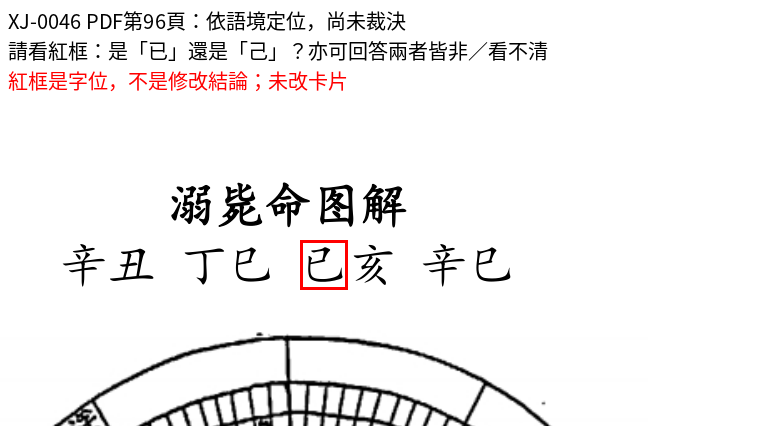 XJ-0046 PDF第96頁：依語境定位，尚未裁決
請看紅框：是「已」還是「己」？亦可回答兩者皆非／看不清
紅框是字位，不是修改結論；未改卡片
溺毙命图解
辛丑 丁巳 已亥 辛巳